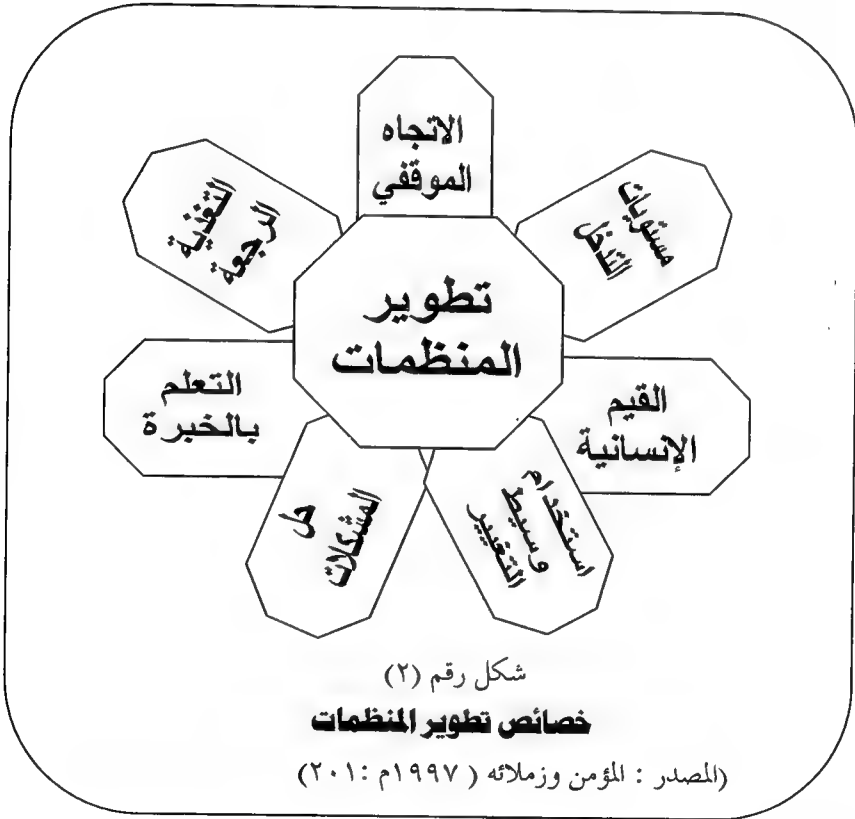 الاتجاه
الموقفي
مستويات
التدخل
التغذية
الرجعة
تطوير
المنظمات
القيم
الإنسانية
التعلم
بالخبرة
استخدام
وسيط
التغيير
حل
المشكلات
شكل رقم (٢)
خصائص تطوير المنظمات
(المصدر : المؤمن وزملائه ( ١٩٩٧م : ٢٠١)